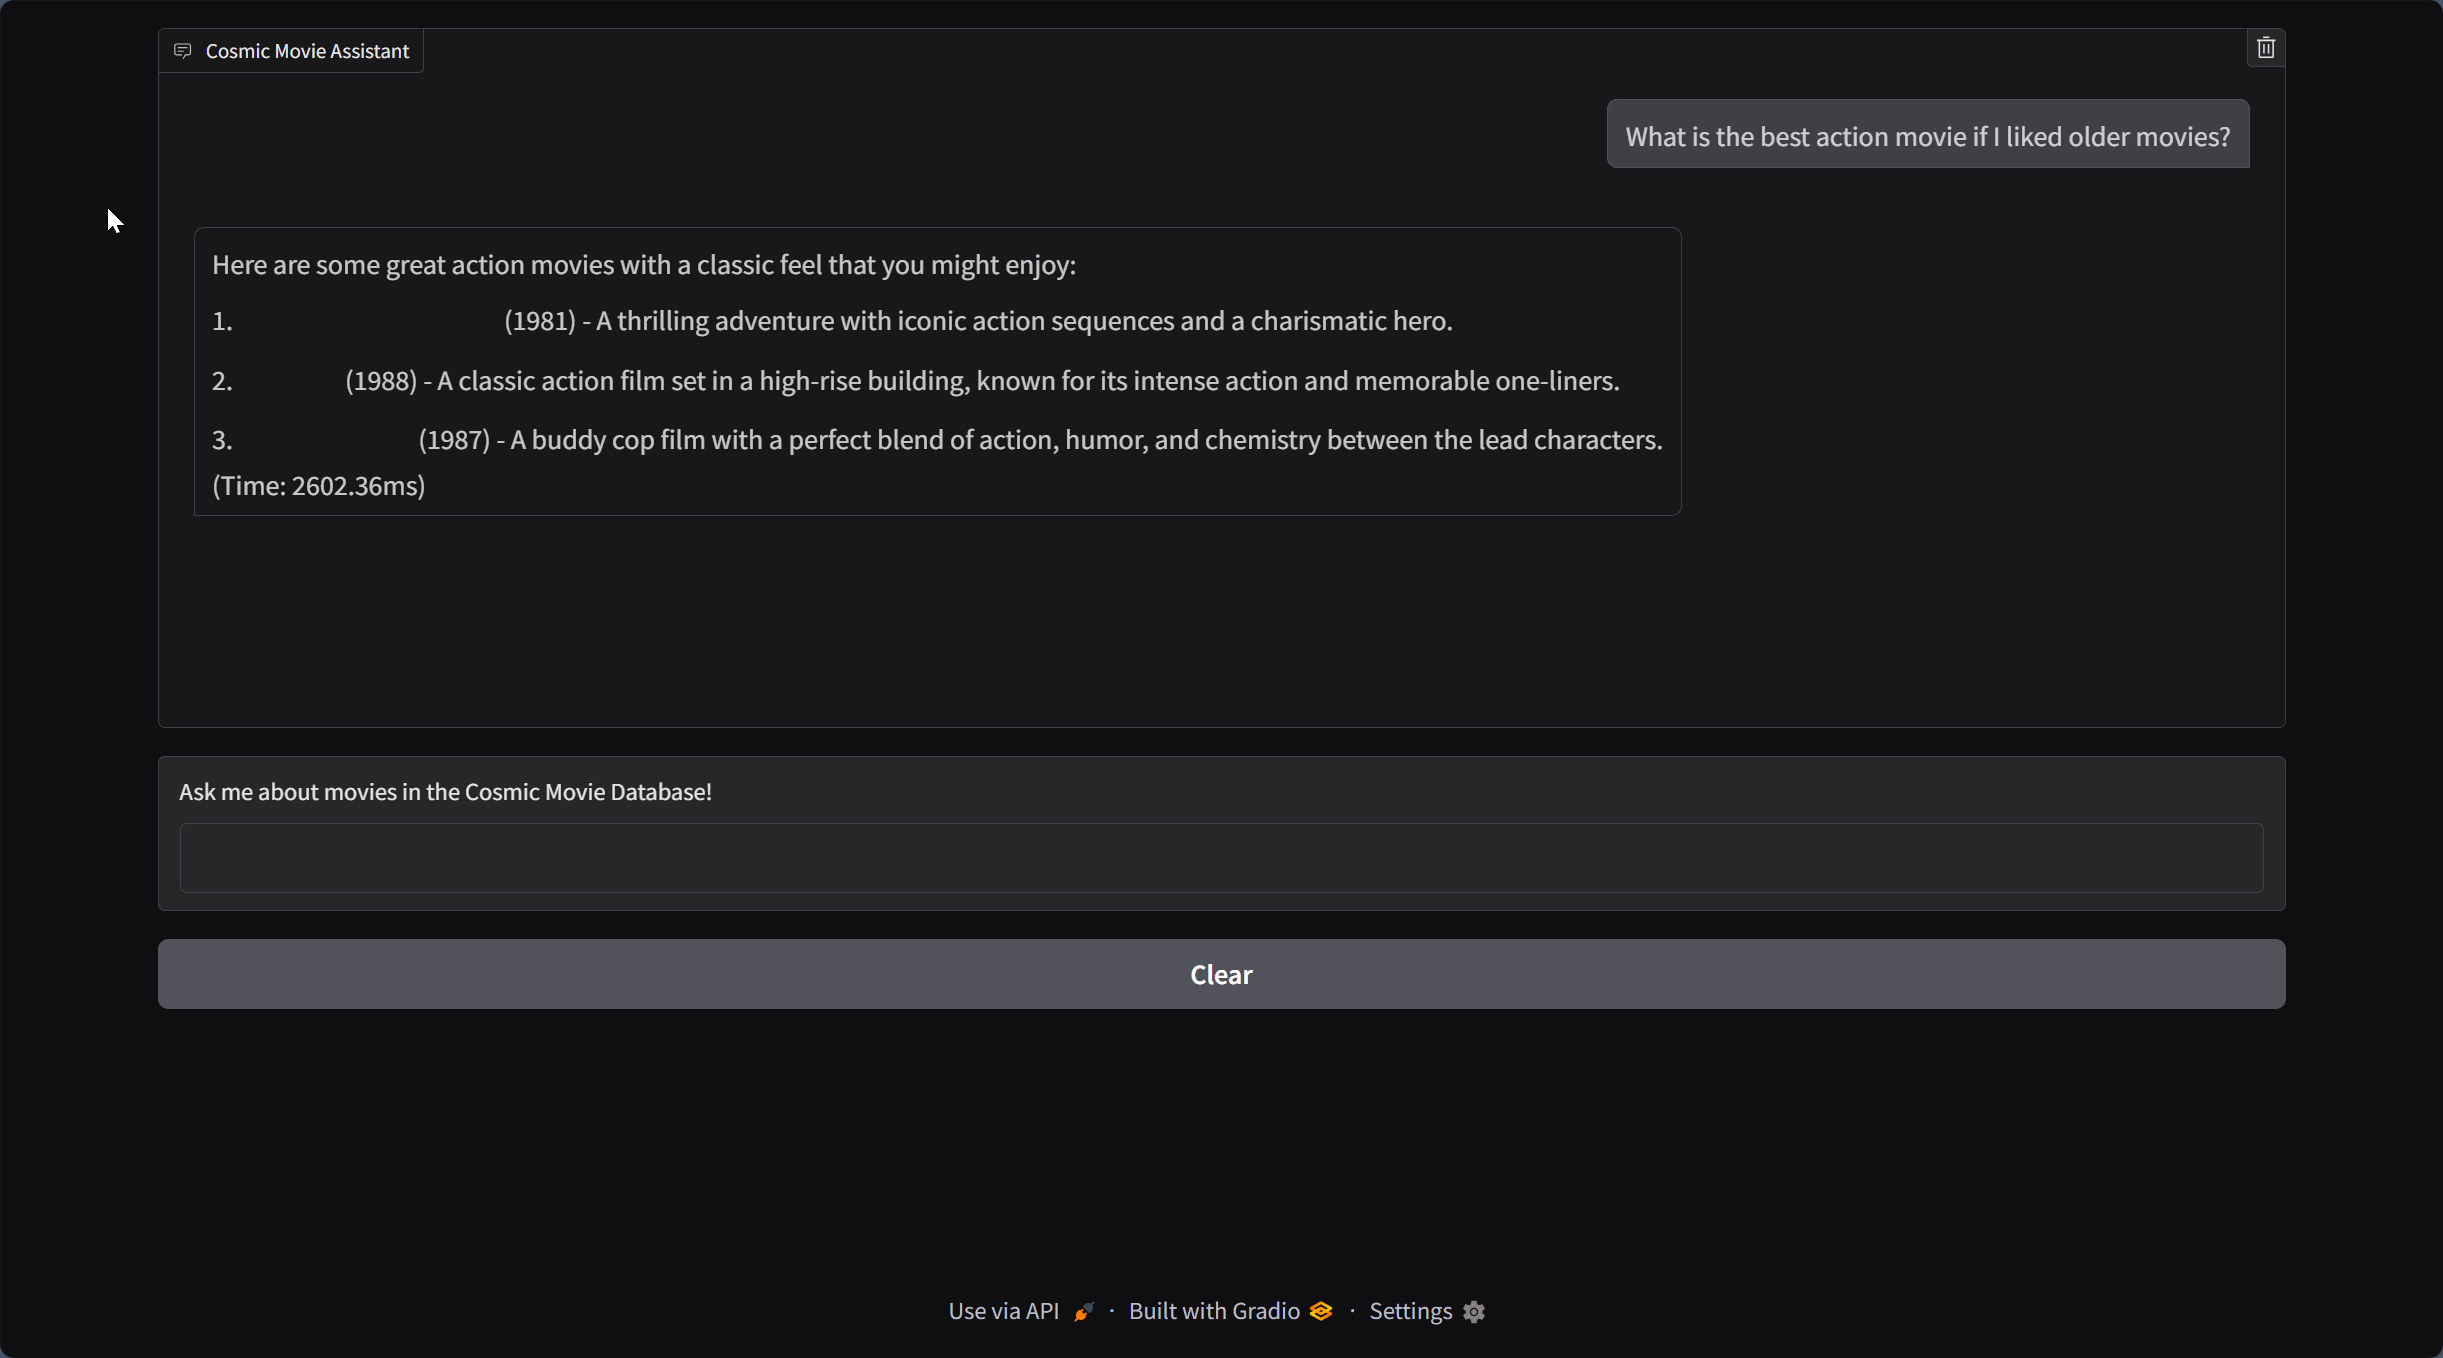 Cosmic Movie Assistant
What is the best action movie if I liked older movies?
Here are some great action movies with a classic feel that you might enjoy:
1. (1981) - A thrilling adventure with iconic action sequences and a charismatic hero.
2. (1988) - A classic action film set in a high-rise building, known for its intense action and memorable one-liners.
3. (1987) - A buddy cop film with a perfect blend of action, humor, and chemistry between the lead characters.
(Time: 2602.36ms)
Ask me about movies in the Cosmic Movie Database!
Clear
Use via API · Built with Gradio · Settings